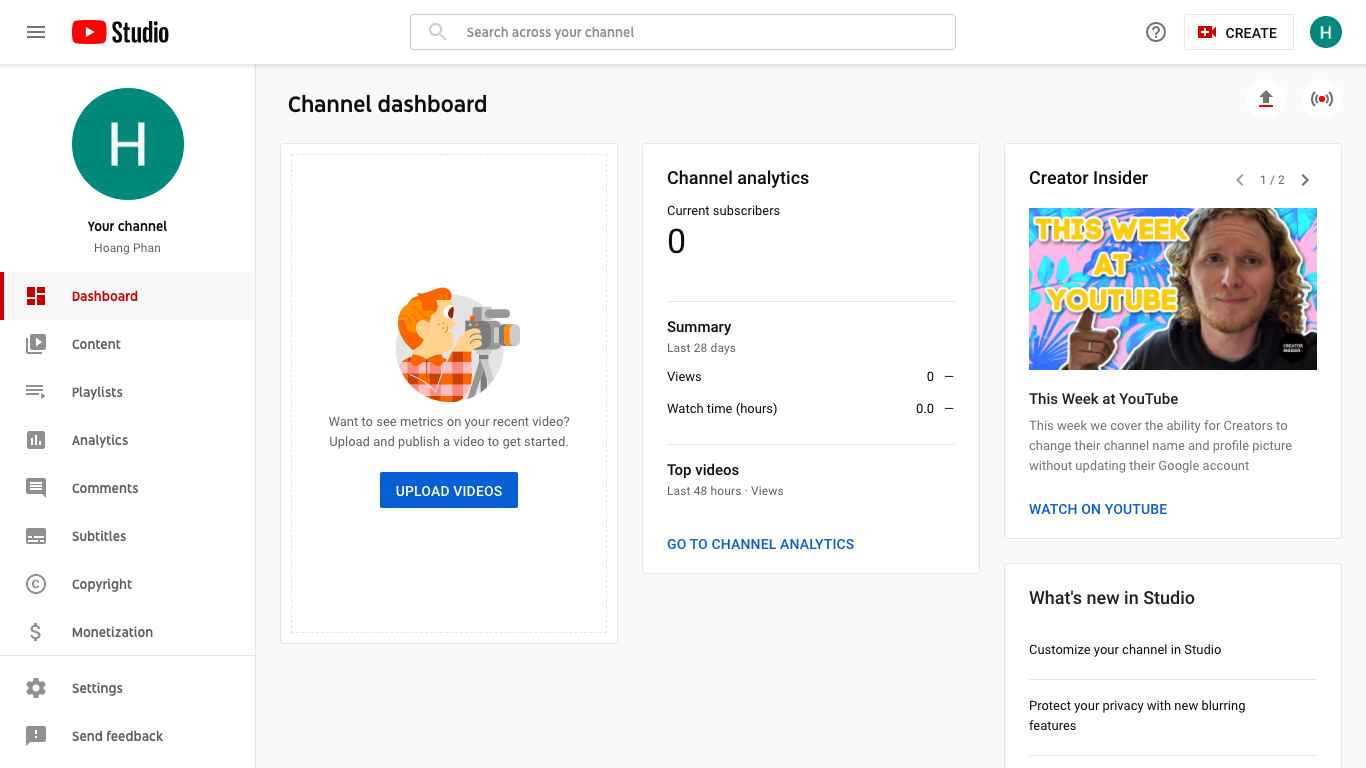 Studio
Search across your channel
CREATE
H
H
Your channel
Hoang Phan
Dashboard
Content
Playlists
Analytics
Comments
Subtitles
Copyright
Monetization
Settings
Send feedback
Channel dashboard
Want to see metrics on your recent video?
Upload and publish a video to get started.
UPLOAD VIDEOS
Channel analytics
Current subscribers
0
Summary
Last 28 days
Views 0 —
Watch time (hours) 0.0 —
Top videos
Last 48 hours · Views
GO TO CHANNEL ANALYTICS
Creator Insider
1 / 2
THIS WEEK
AT
YOUTUBE
CREATOR
INSIDER
This Week at YouTube
This week we cover the ability for Creators to
change their channel name and profile picture
without updating their Google account
WATCH ON YOUTUBE
What's new in Studio
Customize your channel in Studio
Protect your privacy with new blurring
features